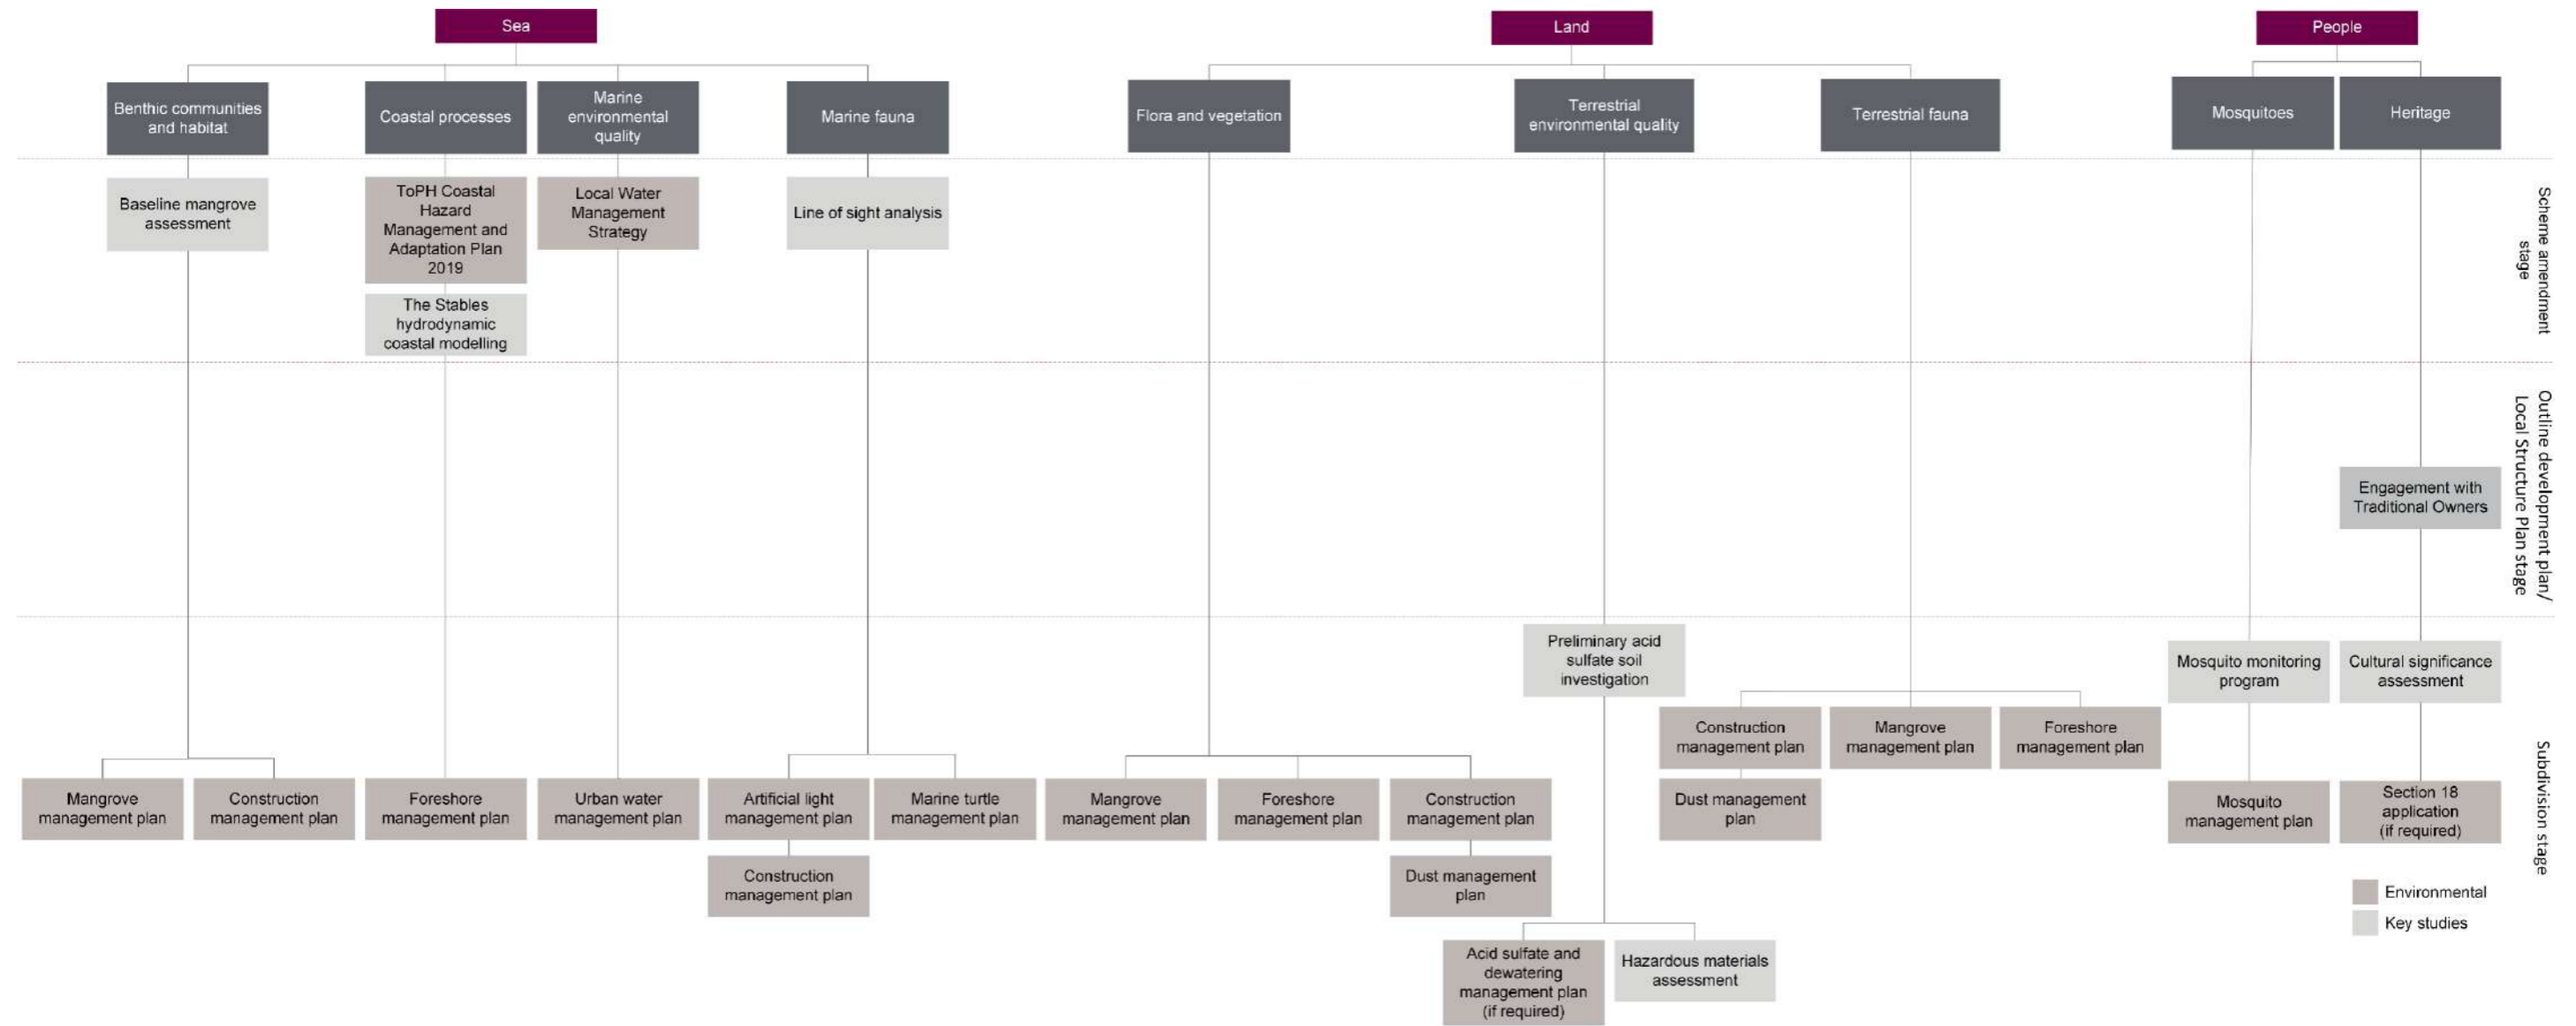 Sea
Land
People
Benthic communities
and habitat
Coastal processes
Marine
environmental
quality
Marine fauna
Flora and vegetation
Terrestrial
environmental quality
Terrestrial fauna
Mosquitoes
Heritage
Baseline mangrove
assessment
ToPH Coastal
Hazard
Management and
Adaptation Plan
2019
The Stables
hydrodynamic
coastal modelling
Local Water
Management
Strategy
Line of sight analysis
Scheme amendment
stage
Engagement with
Traditional Owners
Outline development plan/
Local Structure Plan stage
Preliminary acid
sulfate soil
investigation
Mosquito monitoring
program
Cultural significance
assessment
Construction
management plan
Mangrove
management plan
Foreshore
management plan
Mangrove
management plan
Construction
management plan
Foreshore
management plan
Urban water
management plan
Artificial light
management plan
Marine turtle
management plan
Mangrove
management plan
Foreshore
management plan
Construction
management plan
Dust management
plan
Mosquito
management plan
Section 18
application
(if required)
Subdivision stage
Construction
management plan
Dust management
plan
Acid sulfate and
dewatering
management plan
(if required)
Hazardous materials
assessment
Environmental
Key studies